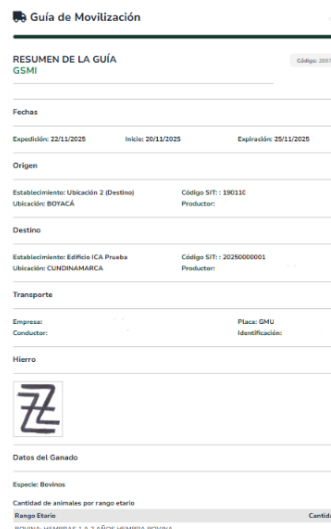 Guía de Movilización
RESUMEN DE LA GUÍA
GSMI
Fechas
Expedición: 22/11/2025 Inicio: 20/11/2025 Expiración: 25/11/2025
Origen
Establecimiento: Ubicación 2 (Destino) Código SIT: : 190110
Ubicación: BOYACÁ Productor:
Destino
Establecimiento: Edificio ICA Prueba Código SIT: : 20250000001
Ubicación: CUNDINAMARCA Productor:
Transporte
Empresa: Placa: GMU
Conductor: Identificación:
Hierro
Datos del Ganado
Especie: Bovinos
Cantidad de animales por rango etario
Rango Etario